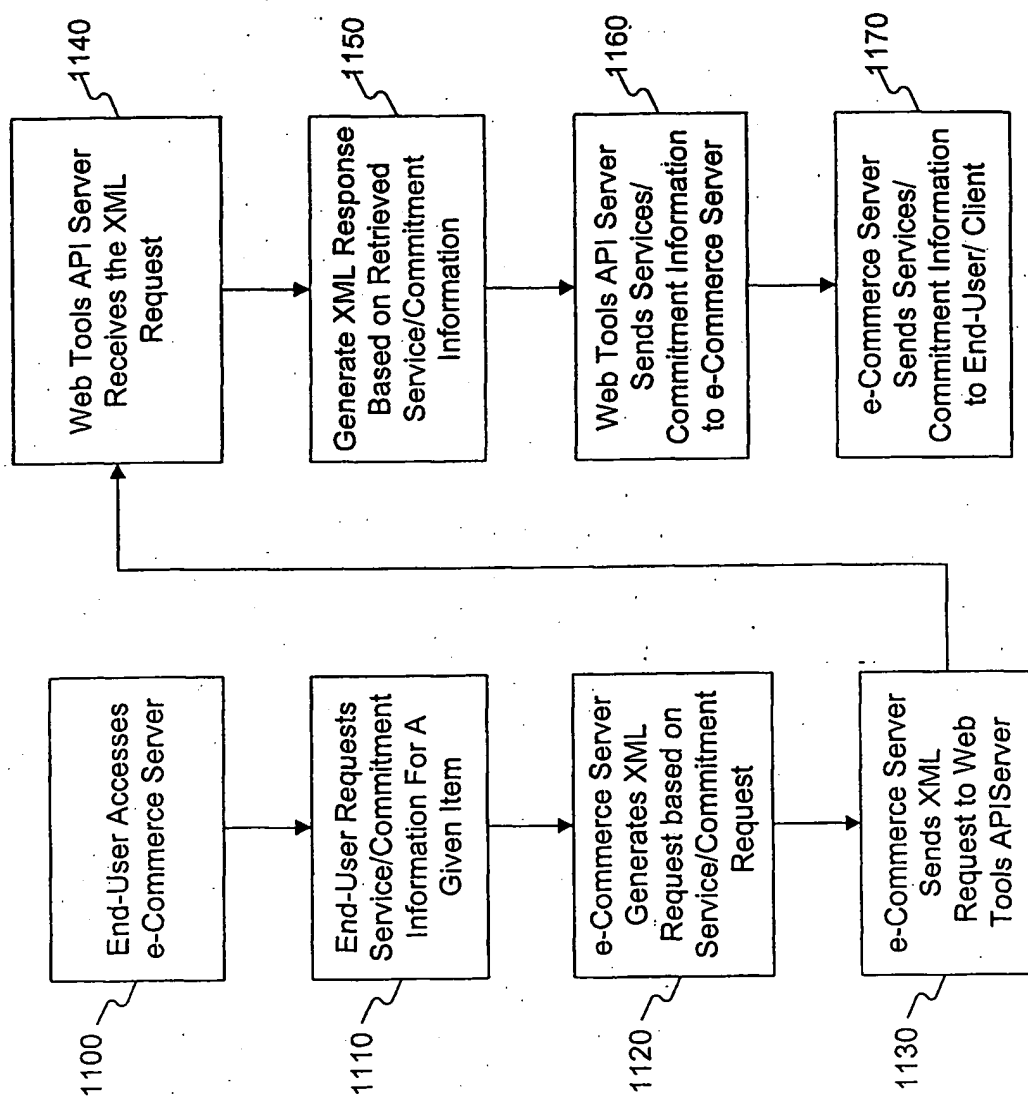 1100
End-User Accesses
e-Commerce Server
1110
End-User Requests
Service/Commitment
Information For A
Given Item
1120
e-Commerce Server
Generates XML
Request based on
Service/Commitment
Request
1130
e-Commerce Server
Sends XML
Request to Web
Tools APIServer
1140
Web Tools API Server
Receives the XML
Request
1150
Generate XML Response
Based on Retrieved
Service/Commitment
Information
1160
Web Tools API Server
Sends Services/
Commitment Information
to e-Commerce Server
1170
e-Commerce Server
Sends Services/
Commitment Information
to End-User/ Client